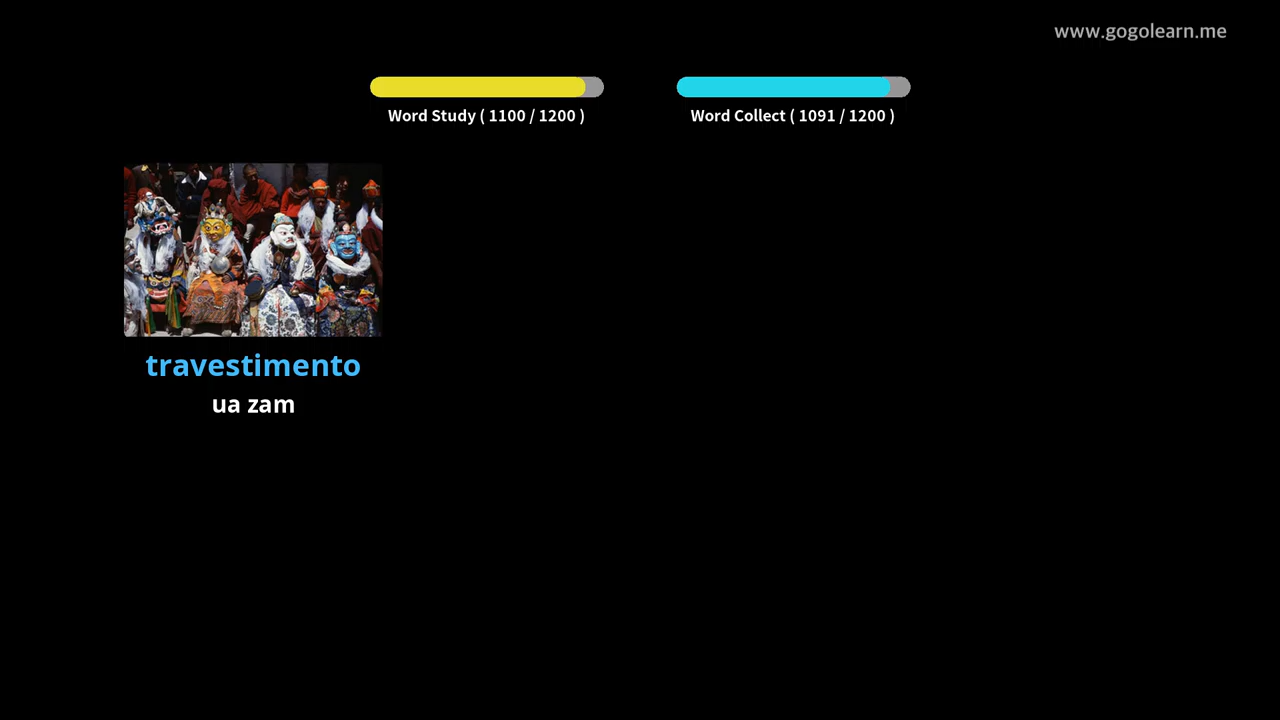 www.gogolearn.me
Word Study ( 1100 / 1200 )
Word Collect ( 1091 / 1200 )
travestimento
ua zam